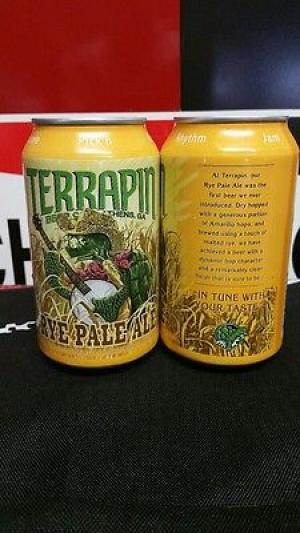 Pick'n
TERRAPIN
BEER CO. ATHENS, GA
RYE PALE ALE
Rhythm
Jam
At Terrapin, our
Rye Pale Ale was the
first beer we ever
introduced. Dry hopped
with a generous portion
of Amarillo hops, and
brewed using a touch of
malted rye, we have
achieved a beer with a
dynamic hop character
and a remarkably clear
finish that is sure to be
IN TUNE WITH
YOUR TASTE